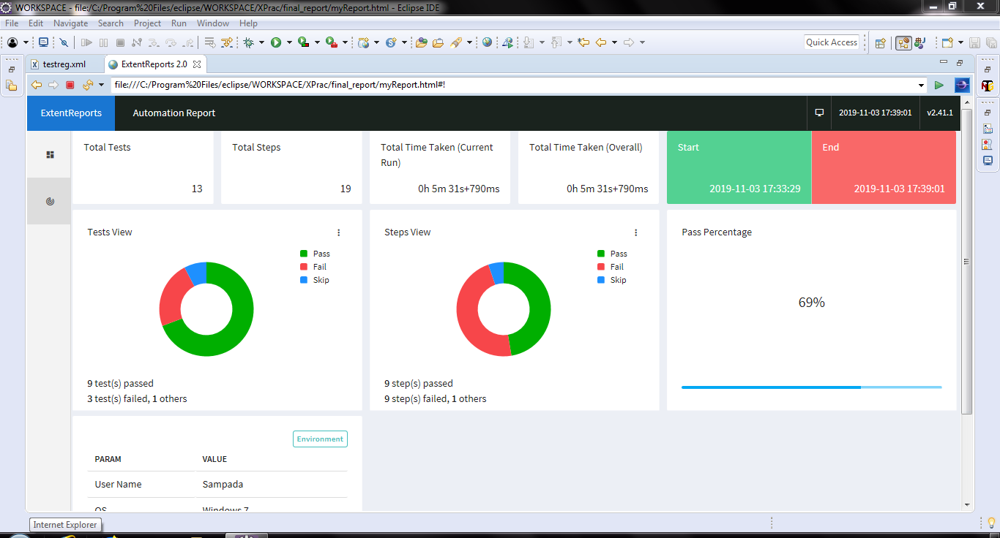 WORKSPACE - file:/C:/Program%20Files/eclipse/WORKSPACE/XPrac/final_report/myReport.html - Eclipse IDE
File Edit Navigate Search Project Run Window Help
Quick Access
testreg.xml ExtentReports 2.0
file:///C:/Program%20Files/eclipse/WORKSPACE/XPrac/final_report/myReport.html#!
ExtentReports Automation Report 2019-11-03 17:39:01 v2.41.1
Total Tests
13
Total Steps
19
Total Time Taken (Current
Run)
0h 5m 31s+790ms
Total Time Taken (Overall)
0h 5m 31s+790ms
Start
2019-11-03 17:33:29
End
2019-11-03 17:39:01
Tests View
Pass
Fail
Skip
9 test(s) passed
3 test(s) failed, 1 others
Steps View
Pass
Fail
Skip
9 step(s) passed
9 step(s) failed, 1 others
Pass Percentage
69%
Environment
PARAM VALUE
User Name Sampada
OS Windows 7
Internet Explorer